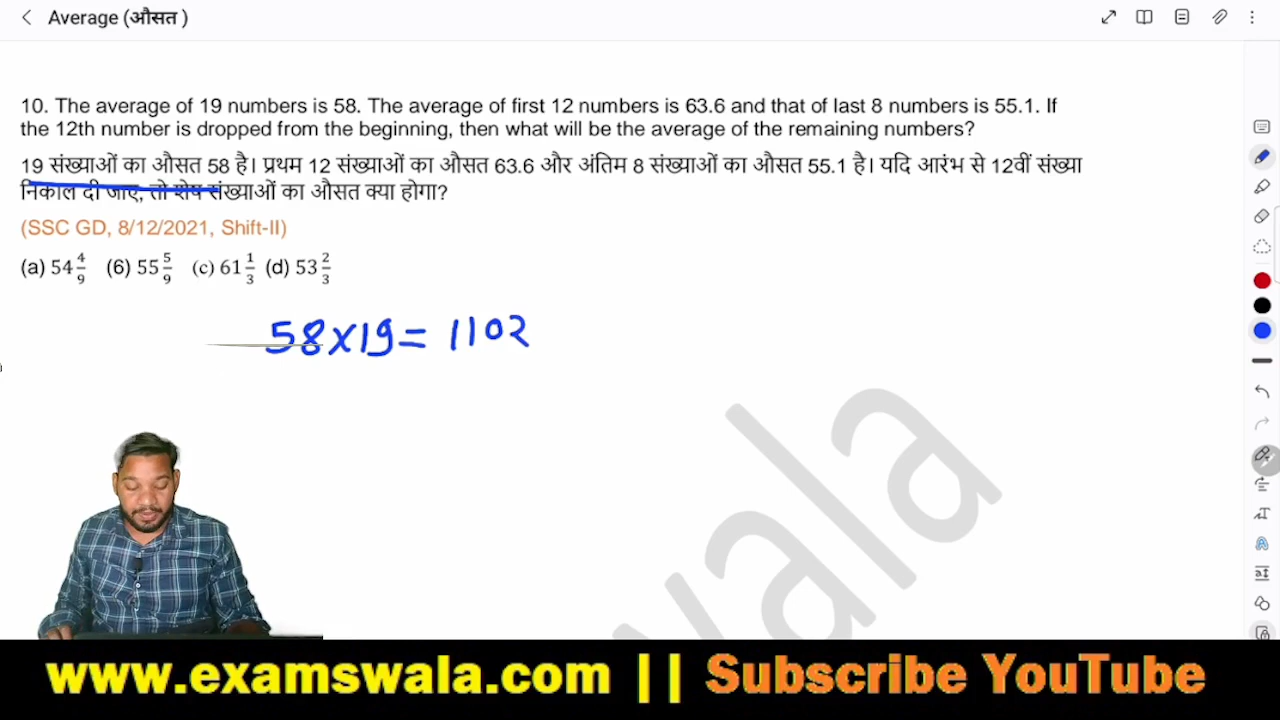 Average (औसत )
10. The average of 19 numbers is 58. The average of first 12 numbers is 63.6 and that of last 8 numbers is 55.1. If
the 12th number is dropped from the beginning, then what will be the average of the remaining numbers?
19 संख्याओं का औसत 58 है। प्रथम 12 संख्याओं का औसत 63.6 और अंतिम 8 संख्याओं का औसत 55.1 है। यदि आरंभ से 12वीं संख्या
निकाल दी जाए, तो शेष संख्याओं का औसत क्या होगा?
(SSC GD, 8/12/2021, Shift-II)
(a) 54 4/9 (6) 55 5/9 (c) 61 1/3 (d) 53 2/3
58x19= 1102
wala
www.examswala.com || Subscribe YouTube